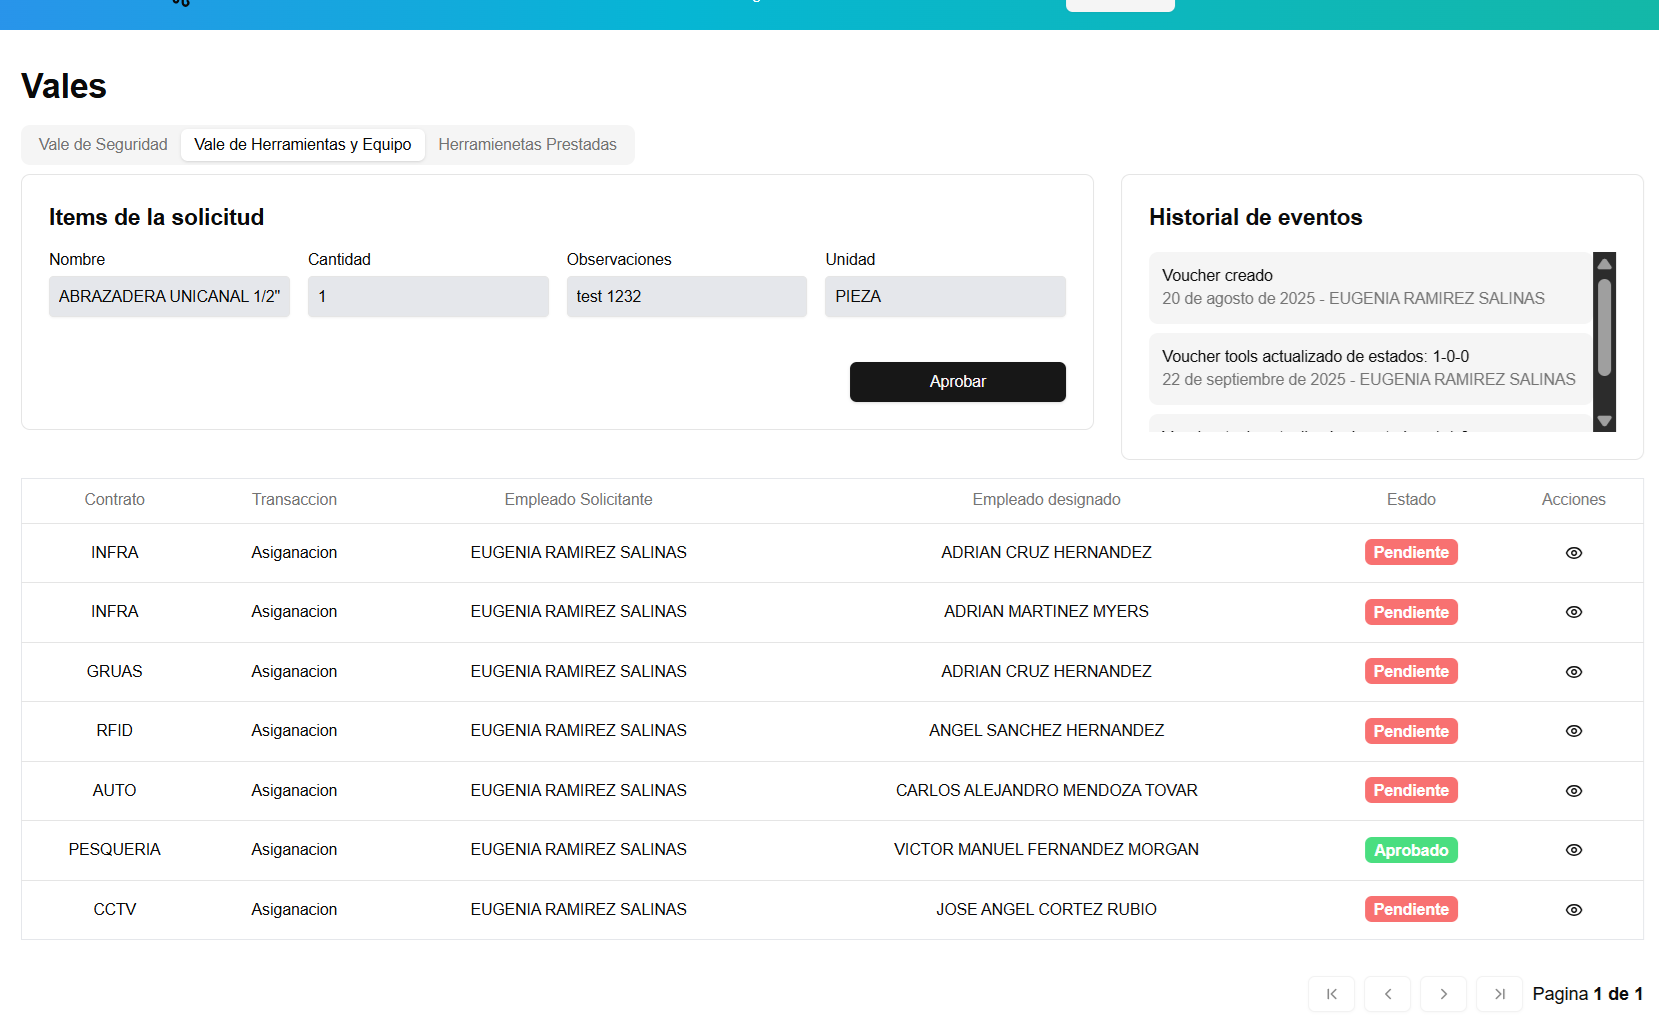 Vales
Vale de Seguridad Vale de Herramientas y Equipo Herramienetas Prestadas
Items de la solicitud
Nombre Cantidad Observaciones Unidad
ABRAZADERA UNICANAL 1/2" 1 test 1232 PIEZA
Aprobar
Historial de eventos
Voucher creado
20 de agosto de 2025 - EUGENIA RAMIREZ SALINAS
Voucher tools actualizado de estados: 1-0-0
22 de septiembre de 2025 - EUGENIA RAMIREZ SALINAS
Contrato Transaccion Empleado Solicitante Empleado designado Estado Acciones
INFRA Asiganacion EUGENIA RAMIREZ SALINAS ADRIAN CRUZ HERNANDEZ Pendiente
INFRA Asiganacion EUGENIA RAMIREZ SALINAS ADRIAN MARTINEZ MYERS Pendiente
GRUAS Asiganacion EUGENIA RAMIREZ SALINAS ADRIAN CRUZ HERNANDEZ Pendiente
RFID Asiganacion EUGENIA RAMIREZ SALINAS ANGEL SANCHEZ HERNANDEZ Pendiente
AUTO Asiganacion EUGENIA RAMIREZ SALINAS CARLOS ALEJANDRO MENDOZA TOVAR Pendiente
PESQUERIA Asiganacion EUGENIA RAMIREZ SALINAS VICTOR MANUEL FERNANDEZ MORGAN Aprobado
CCTV Asiganacion EUGENIA RAMIREZ SALINAS JOSE ANGEL CORTEZ RUBIO Pendiente
Pagina 1 de 1